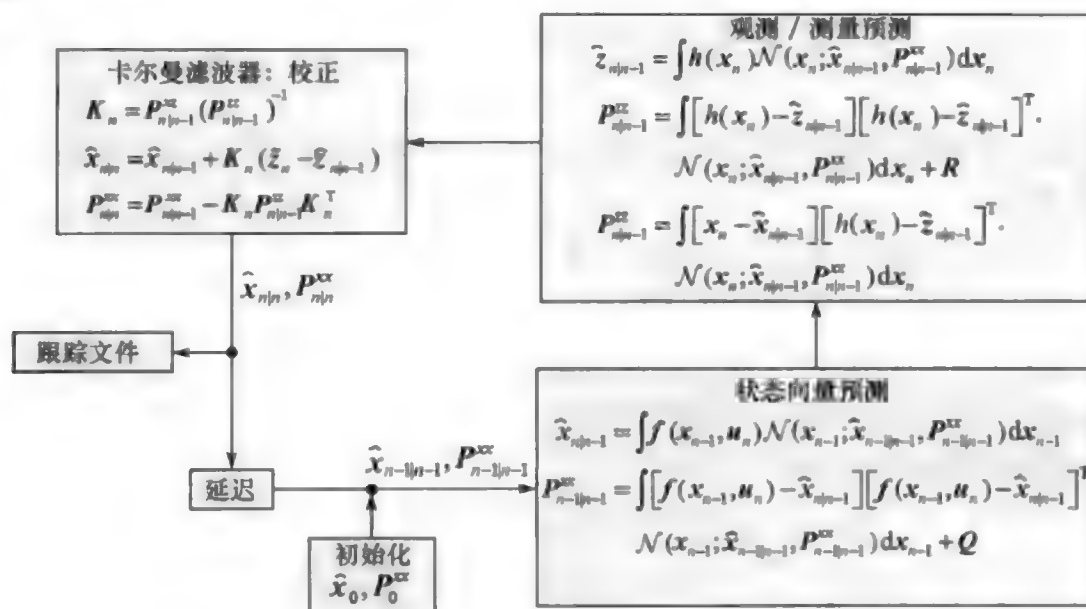 观测 / 测量预测
ẑ_{n|n-1} = ∫h(x_n)𝒩(x_n; x̂_{n|n-1}, P^{xx}_{n|n-1})dx_n
P^{zz}_{n|n-1} = ∫[h(x_n) - ẑ_{n|n-1}][h(x_n) - ẑ_{n|n-1}]^T·
𝒩(x_n; x̂_{n|n-1}, P^{xx}_{n|n-1})dx_n + R
P^{xz}_{n|n-1} = ∫[x_n - x̂_{n|n-1}][h(x_n) - ẑ_{n|n-1}]^T·
𝒩(x_n; x̂_{n|n-1}, P^{xx}_{n|n-1})dx_n
卡尔曼滤波器：校正
K_n = P^{xz}_{n|n-1}(P^{zz}_{n|n-1})^{-1}
x̂_{n|n} = x̂_{n|n-1} + K_n(z_n - ẑ_{n|n-1})
P^{xx}_{n|n} = P^{xx}_{n|n-1} - K_n P^{zz}_{n|n-1} K_n^T
x̂_{n|n}, P^{xx}_{n|n}
跟踪文件
延迟
x̂_{n-1|n-1}, P^{xx}_{n-1|n-1}
初始化
x̂_0, P^{xx}_0
状态向量预测
x̂_{n|n-1} = ∫f(x_{n-1}, u_n)𝒩(x_{n-1}; x̂_{n-1|n-1}, P^{xx}_{n-1|n-1})dx_{n-1}
P^{xx}_{n-1|n-1} = ∫[f(x_{n-1}, u_n) - x̂_{n|n-1}][f(x_{n-1}, u_n) - x̂_{n|n-1}]^T
𝒩(x_{n-1}; x̂_{n-1|n-1}, P^{xx}_{n-1|n-1})dx_{n-1} + Q